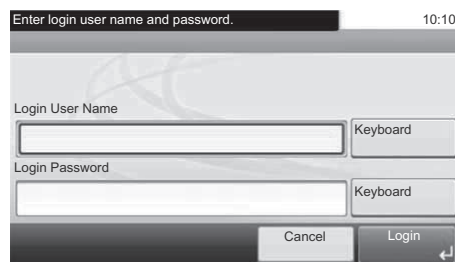 Enter login user name and password. 10:10
Login User Name
Keyboard
Login Password
Keyboard
Cancel Login